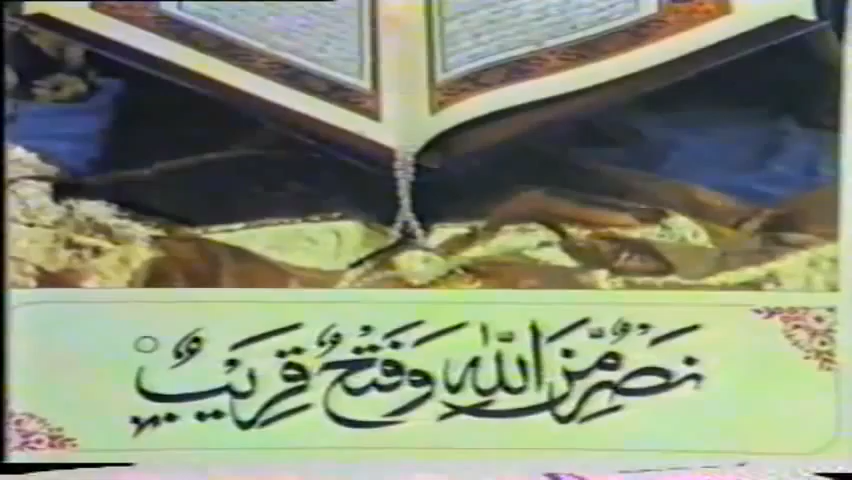 نَصْرٌ مِّنَ اللَّهِ وَفَتْحٌ قَرِيبٌ